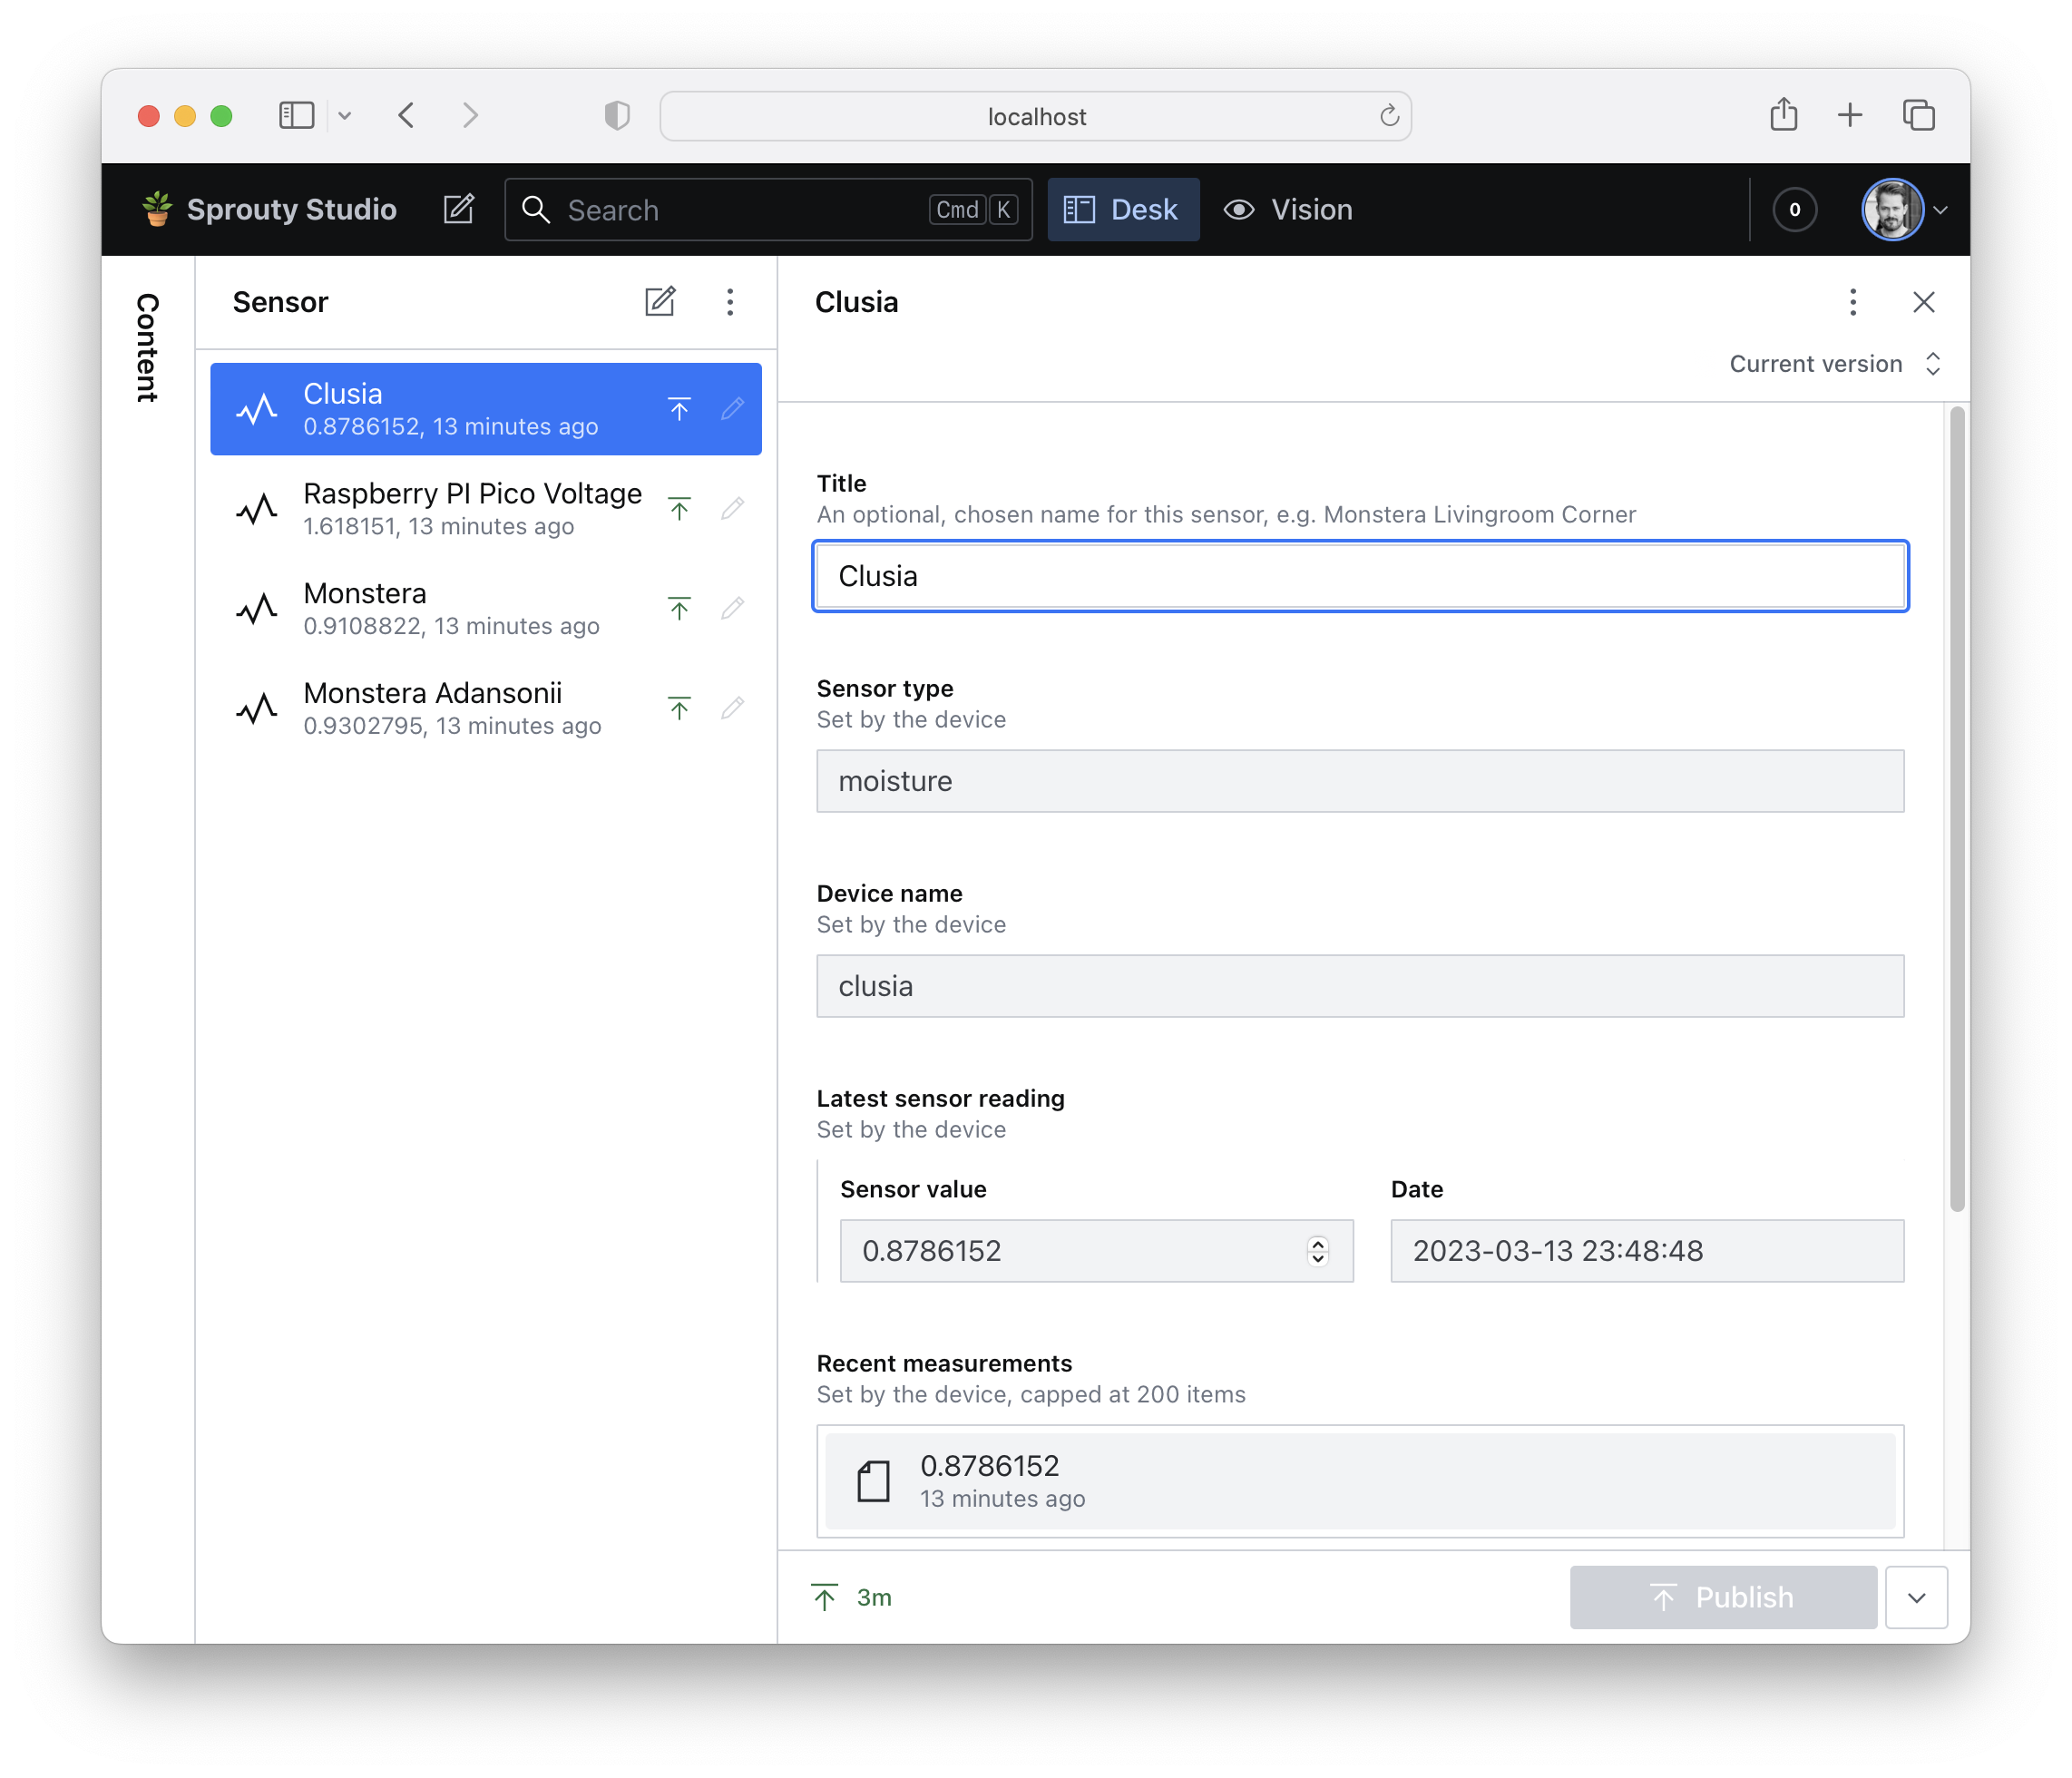 localhost
Sprouty Studio
Search
Cmd K
Desk
Vision
0
Content
Sensor
Clusia
0.8786152, 13 minutes ago
Raspberry PI Pico Voltage
1.618151, 13 minutes ago
Monstera
0.9108822, 13 minutes ago
Monstera Adansonii
0.9302795, 13 minutes ago
Clusia
Current version
Title
An optional, chosen name for this sensor, e.g. Monstera Livingroom Corner
Clusia
Sensor type
Set by the device
moisture
Device name
Set by the device
clusia
Latest sensor reading
Set by the device
Sensor value
Date
0.8786152
2023-03-13 23:48:48
Recent measurements
Set by the device, capped at 200 items
0.8786152
13 minutes ago
3m
Publish